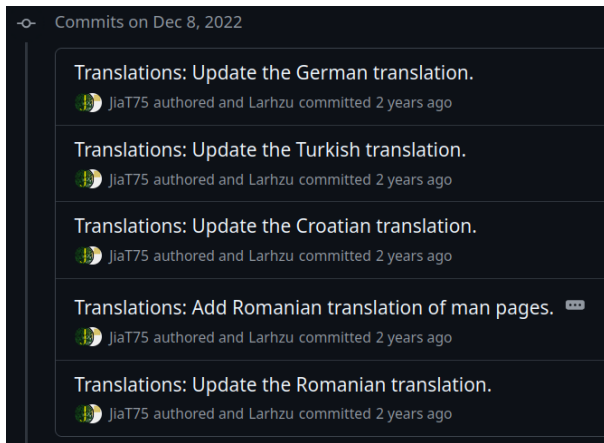 Commits on Dec 8, 2022
Translations: Update the German translation.
JiaT75 authored and Larhzu committed 2 years ago
Translations: Update the Turkish translation.
JiaT75 authored and Larhzu committed 2 years ago
Translations: Update the Croatian translation.
JiaT75 authored and Larhzu committed 2 years ago
Translations: Add Romanian translation of man pages.
JiaT75 authored and Larhzu committed 2 years ago
Translations: Update the Romanian translation.
JiaT75 authored and Larhzu committed 2 years ago